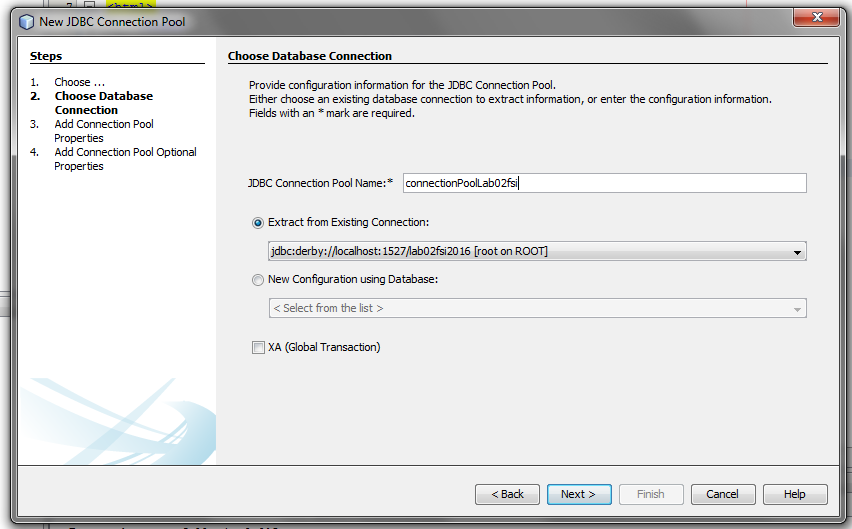 7
<html>
New JDBC Connection Pool
Steps
1. Choose ...
2. Choose Database
Connection
3. Add Connection Pool
Properties
4. Add Connection Pool Optional
Properties
Choose Database Connection
Provide configuration information for the JDBC Connection Pool.
Either choose an existing database connection to extract information, or enter the configuration information.
Fields with an * mark are required.
JDBC Connection Pool Name:* connectionPoolLab02fsi
Extract from Existing Connection:
jdbc:derby://localhost:1527/lab02fsi2016 [root on ROOT]
New Configuration using Database:
< Select from the list >
XA (Global Transaction)
< Back Next > Finish Cancel Help